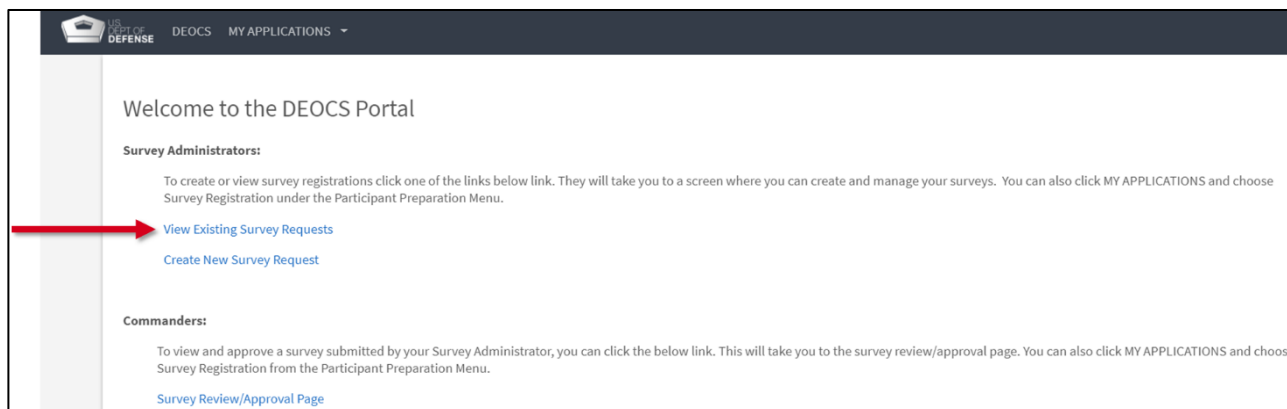 US
DEPT OF
DEFENSE
DEOCS MY APPLICATIONS
Welcome to the DEOCS Portal
Survey Administrators:
To create or view survey registrations click one of the links below link. They will take you to a screen where you can create and manage your surveys. You can also click MY APPLICATIONS and choose
Survey Registration under the Participant Preparation Menu.
View Existing Survey Requests
Create New Survey Request
Commanders:
To view and approve a survey submitted by your Survey Administrator, you can click the below link. This will take you to the survey review/approval page. You can also click MY APPLICATIONS and choos
Survey Registration from the Participant Preparation Menu.
Survey Review/Approval Page